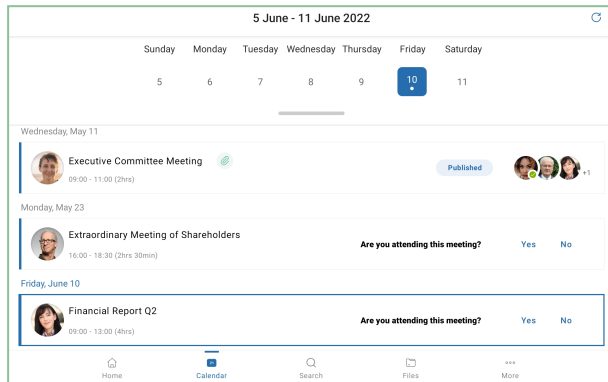 5 June - 11 June 2022
Sunday Monday Tuesday Wednesday Thursday Friday Saturday
5 6 7 8 9 10 11
Wednesday, May 11
Executive Committee Meeting
Published
+1
09:00 - 11:00 (2hrs)
Monday, May 23
Extraordinary Meeting of Shareholders
Are you attending this meeting? Yes No
16:00 - 18:30 (2hrs 30min)
Friday, June 10
Financial Report Q2
Are you attending this meeting? Yes No
09:00 - 13:00 (4hrs)
Home Calendar Search Files More